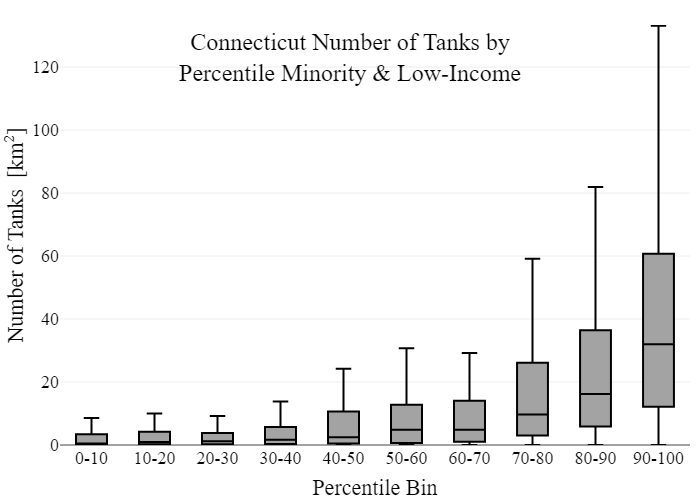 Connecticut Number of Tanks by
Percentile Minority & Low-Income
Number of Tanks [km²]
120
100
80
60
40
20
0
0-10 10-20 20-30 30-40 40-50 50-60 60-70 70-80 80-90 90-100
Percentile Bin